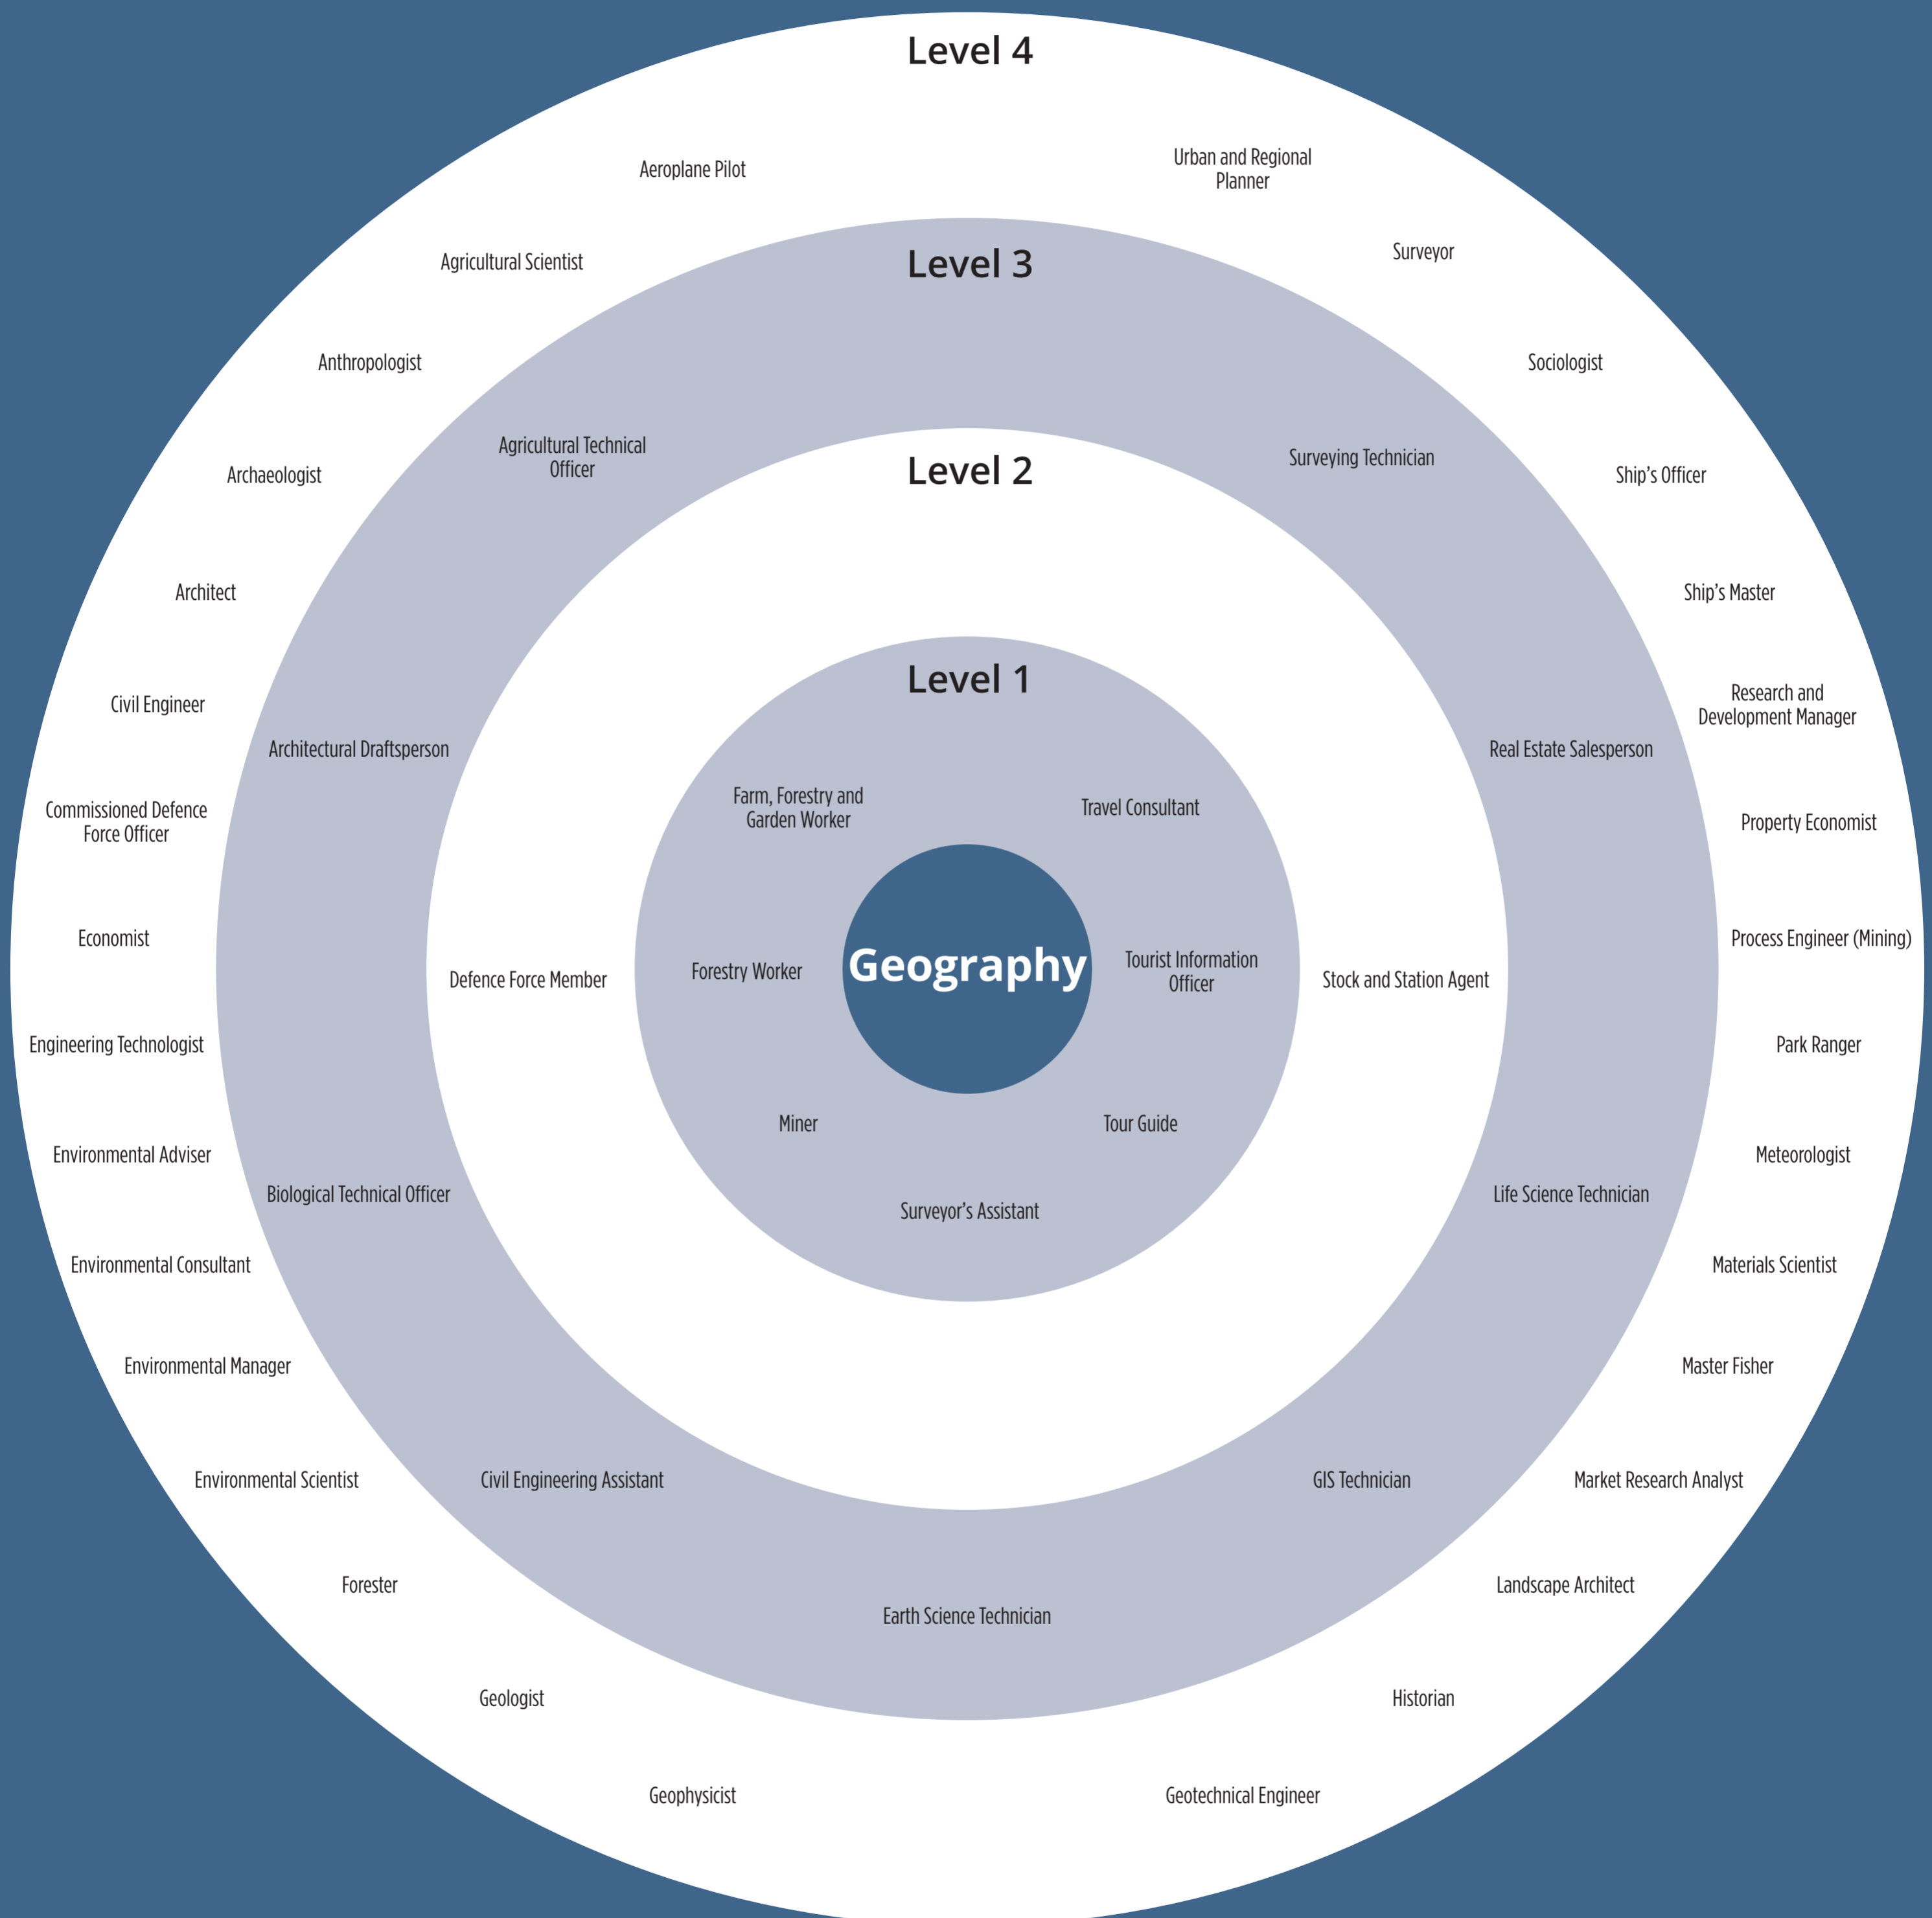 Level 4
Aeroplane Pilot
Urban and Regional
Planner
Surveyor
Sociologist
Ship's Officer
Ship's Master
Research and
Development Manager
Property Economist
Process Engineer (Mining)
Park Ranger
Meteorologist
Materials Scientist
Master Fisher
Market Research Analyst
Landscape Architect
Historian
Geotechnical Engineer
Geophysicist
Geologist
Forester
Environmental Scientist
Environmental Manager
Environmental Consultant
Environmental Adviser
Engineering Technologist
Economist
Commissioned Defence
Force Officer
Civil Engineer
Architect
Archaeologist
Anthropologist
Agricultural Scientist
Level 3
Agricultural Technical
Officer
Surveying Technician
Real Estate Salesperson
Life Science Technician
GIS Technician
Earth Science Technician
Civil Engineering Assistant
Biological Technical Officer
Architectural Draftsperson
Level 2
Defence Force Member
Stock and Station Agent
Level 1
Farm, Forestry and
Garden Worker
Travel Consultant
Tourist Information
Officer
Tour Guide
Surveyor's Assistant
Miner
Forestry Worker
Geography